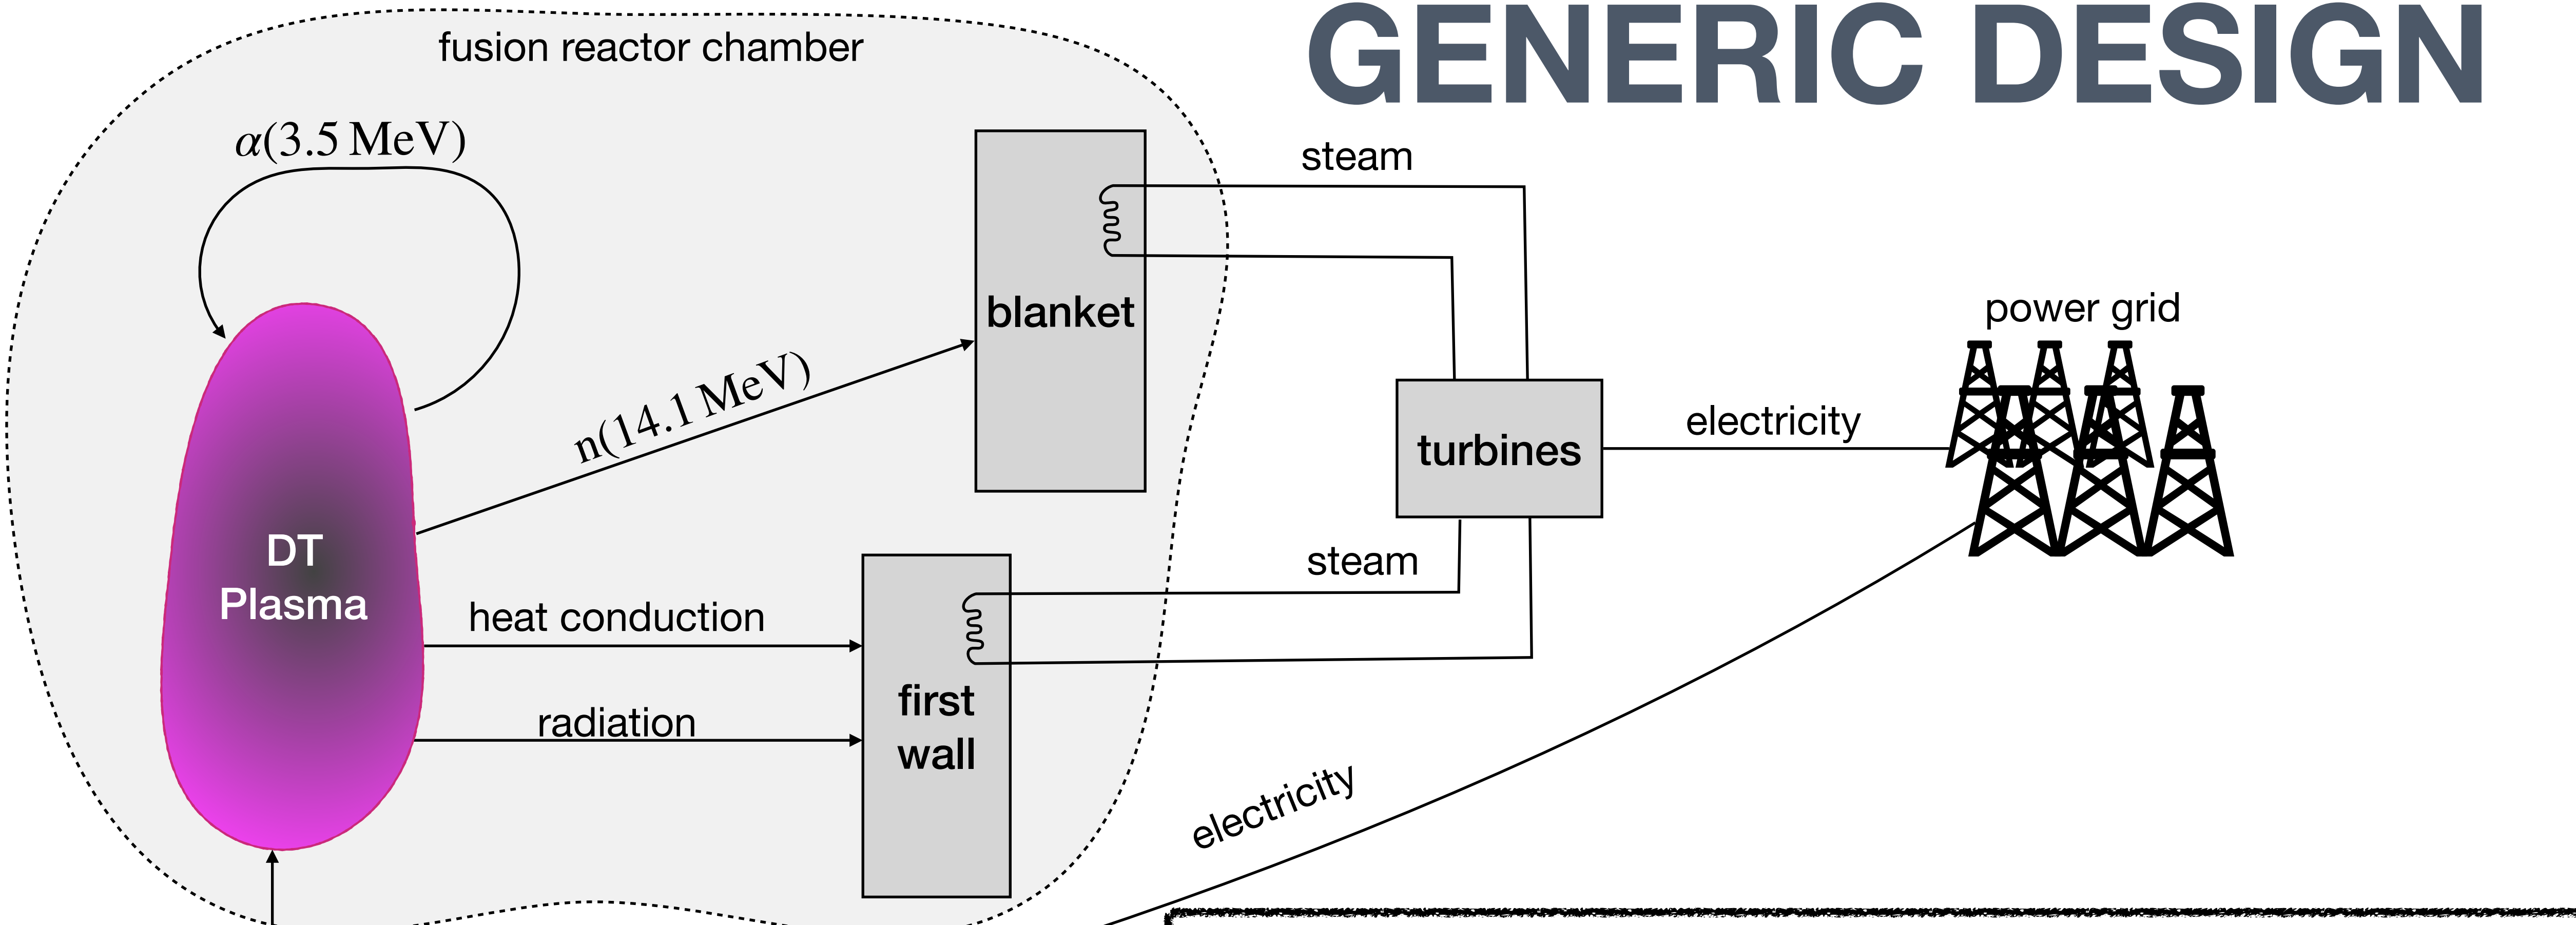 GENERIC DESIGN
fusion reactor chamber
α(3.5 MeV)
steam
blanket
power grid
n(14.1 MeV)
electricity
turbines
DT
Plasma
steam
heat conduction
first
wall
radiation
electricity